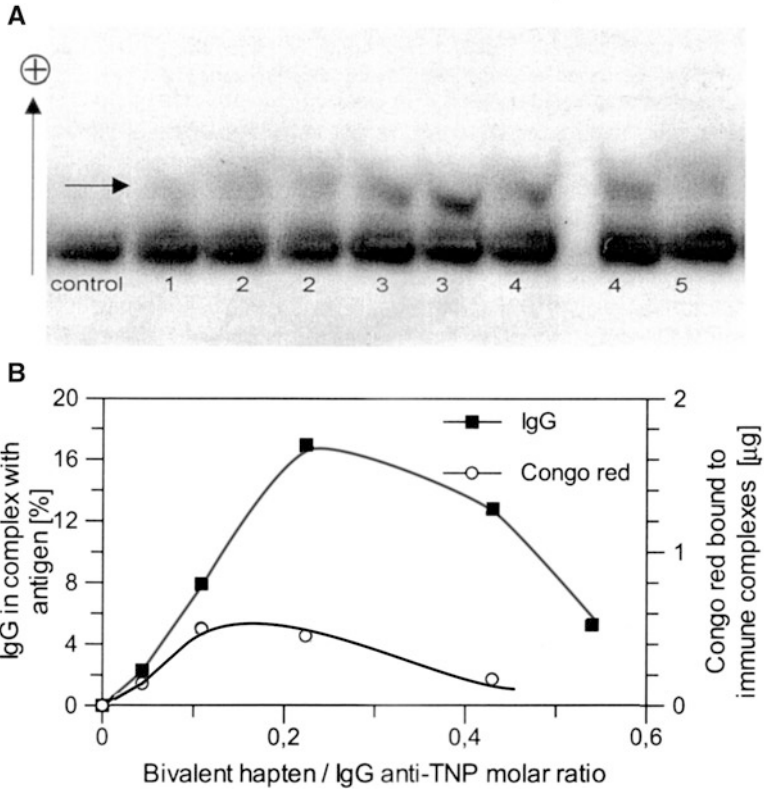 A
control 1 2 2 3 3 4 4 5
B
IgG in complex with
antigen [%]
20
16
12
8
4
0
IgG
Congo red
2
1
0
Congo red bound to
immune complexes [µg]
0 0,2 0,4 0,6
Bivalent hapten / IgG anti-TNP molar ratio